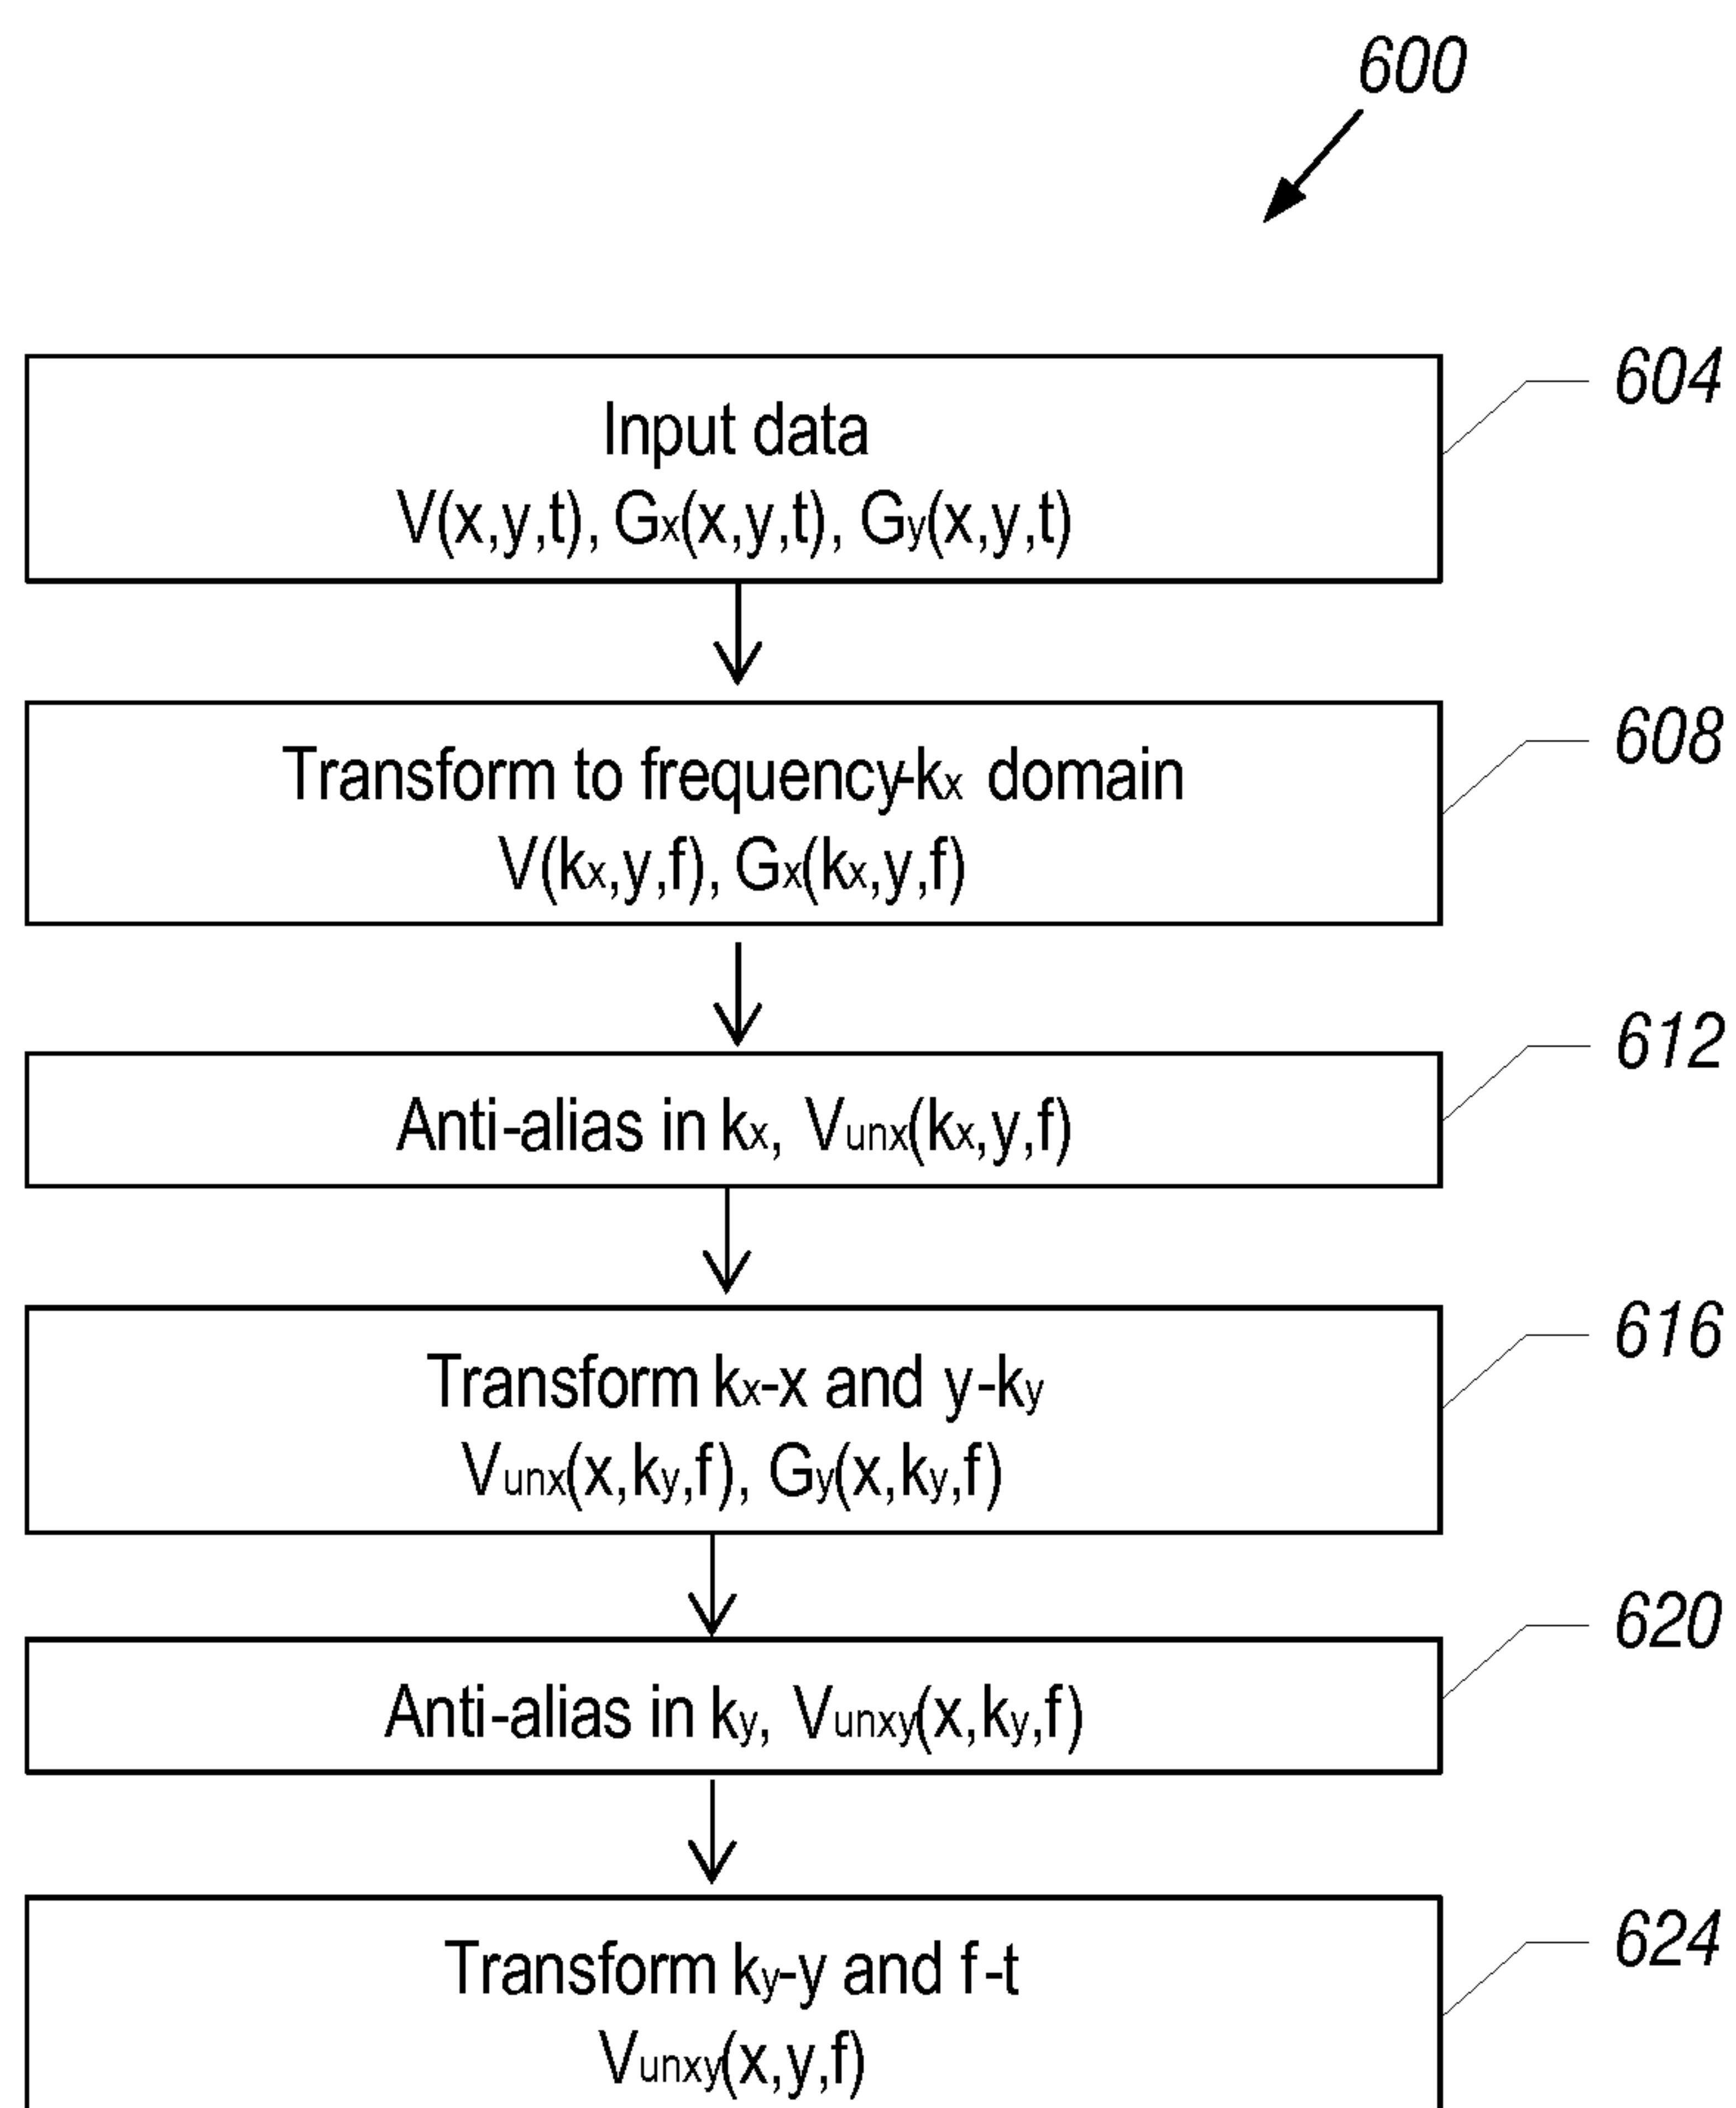 600
604
Input data
V(x,y,t), Gx(x,y,t), Gy(x,y,t)
608
Transform to frequency-kx domain
V(kx,y,f), Gx(kx,y,f)
612
Anti-alias in kx, Vunx(kx,y,f)
616
Transform kx-x and y-ky
Vunx(x,ky,f), Gy(x,ky,f)
620
Anti-alias in ky, Vunxy(x,ky,f)
624
Transform ky-y and f-t
Vunxy(x,y,f)